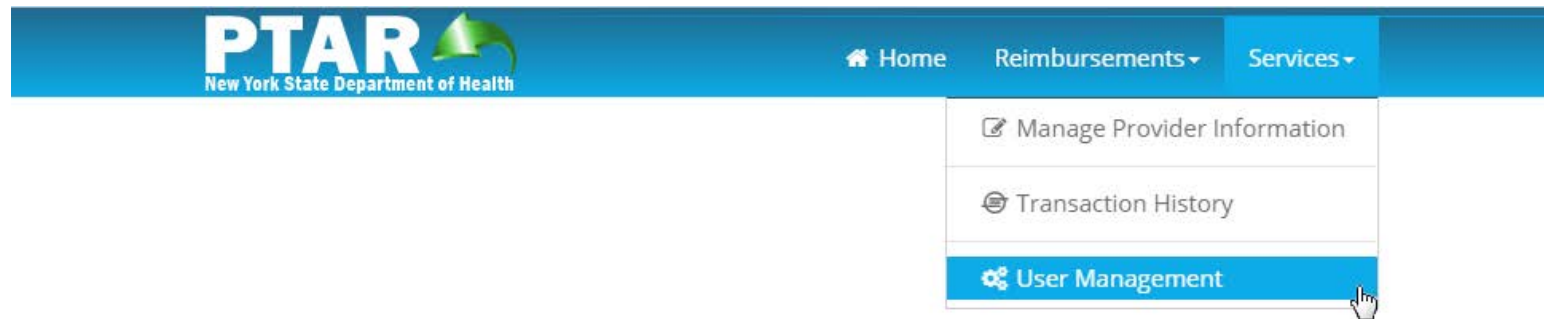 PTAR
New York State Department of Health
Home Reimbursements Services
Manage Provider Information
Transaction History
User Management